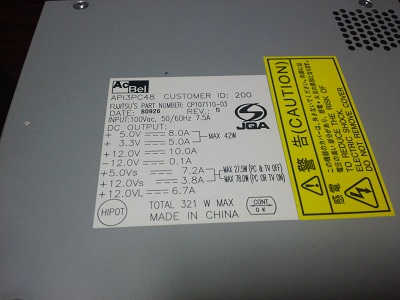 AcBel
API3PC48 CUSTOMER ID: 200
FUJITSU'S PART NUMBER: CP107110-03
DATE: B0926 REV.: D
INPUT:100Vac, 50/60Hz 7.5A
DC OUTPUT:
+ 5.0V 8.0A MAX 42W
+ 3.3V 5.0A
+12.0V 10.0A
-12.0V 0.1A
+5.0Vs 7.2A MAX 27.5W (PC & TV OFF)
+12.0Vs 3.8A MAX 78.0W (PC OR TV ON)
+12.0VL 6.7A
TOTAL 321 W MAX
HIPOT MADE IN CHINA CONT OK
JQA
警告(CAUTION)
感電
TO REDUCE THE RISK
OF ELECTRIC SHOCK
DO NOT REMOVE COVER